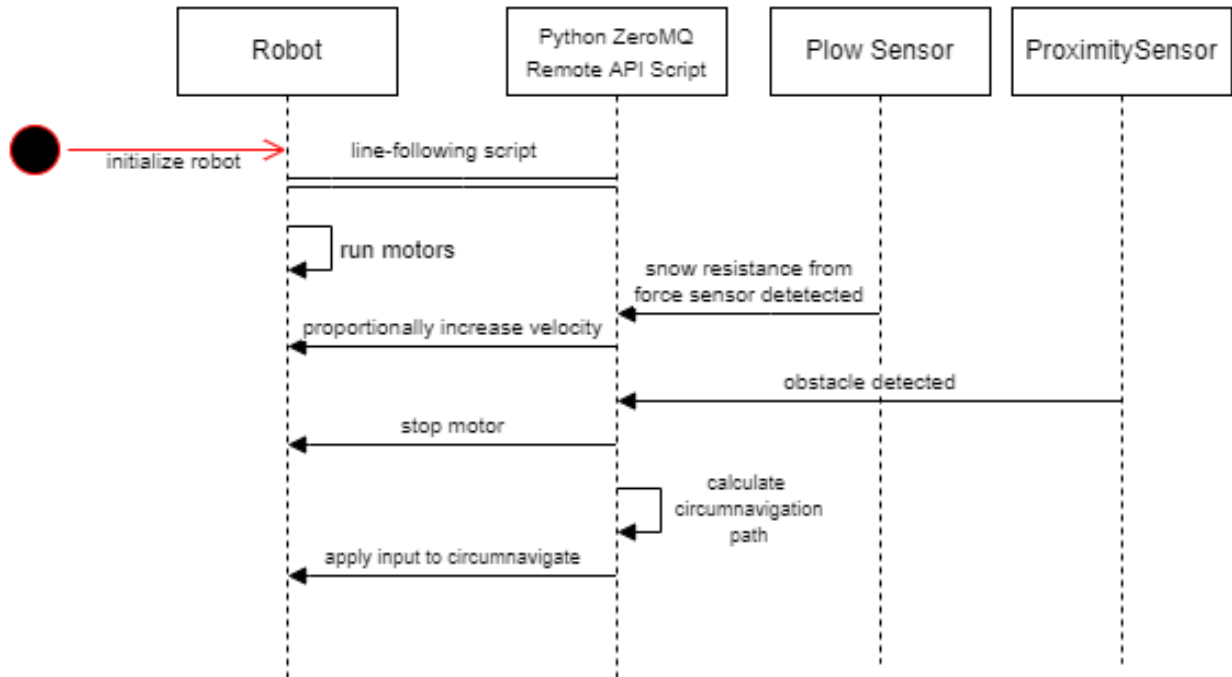 Robot
Python ZeroMQ
Remote API Script
Plow Sensor
ProximitySensor
initialize robot
line-following script
run motors
snow resistance from
force sensor detetected
proportionally increase velocity
obstacle detected
stop motor
calculate
circumnavigation
path
apply input to circumnavigate